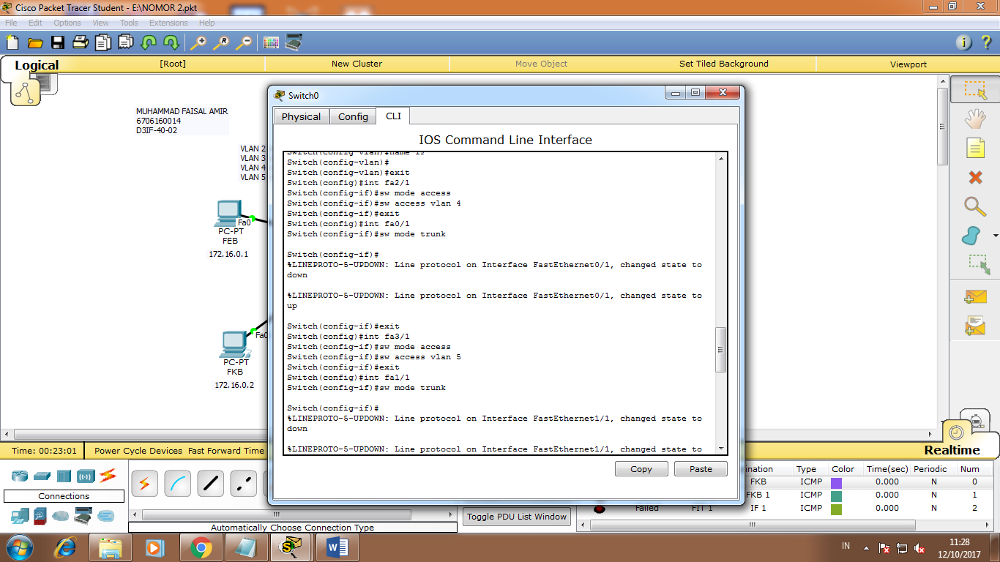 Cisco Packet Tracer Student - E:\NOMOR 2.pkt
File Edit Options View Tools Extensions Help
Logical
[Root]
New Cluster
Move Object
Set Tiled Background
Viewport
MUHAMMAD FAISAL AMIR
6706160014
D3IF-40-02
VLAN 2
VLAN 3
VLAN 4
VLAN 5
Fa0
PC-PT
FEB
172.16.0.1
Fa0
PC-PT
FKB
172.16.0.2
Switch0
Physical Config CLI
IOS Command Line Interface
Switch(config-vlan)#name IF
Switch(config-vlan)#
Switch(config-vlan)#exit
Switch(config)#int fa2/1
Switch(config-if)#sw mode access
Switch(config-if)#sw access vlan 4
Switch(config-if)#exit
Switch(config)#int fa0/1
Switch(config-if)#sw mode trunk
Switch(config-if)#
%LINEPROTO-5-UPDOWN: Line protocol on Interface FastEthernet0/1, changed state to
down
%LINEPROTO-5-UPDOWN: Line protocol on Interface FastEthernet0/1, changed state to
up
Switch(config-if)#exit
Switch(config)#int fa3/1
Switch(config-if)#sw mode access
Switch(config-if)#sw access vlan 5
Switch(config-if)#exit
Switch(config)#int fa1/1
Switch(config-if)#sw mode trunk
Switch(config-if)#
%LINEPROTO-5-UPDOWN: Line protocol on Interface FastEthernet1/1, changed state to
down
%LINEPROTO-5-UPDOWN: Line protocol on Interface FastEthernet1/1, changed state to
Copy Paste
Time: 00:23:01 Power Cycle Devices Fast Forward Time
Realtime
Connections
Automatically Choose Connection Type
Toggle PDU List Window
ination Type Color Time(sec) Periodic Num
FKB ICMP 0.000 N 0
FKB 1 ICMP 0.000 N 1
Failed FIT 1 IF 1 ICMP 0.000 N 2
IN
11:28
12/10/2017